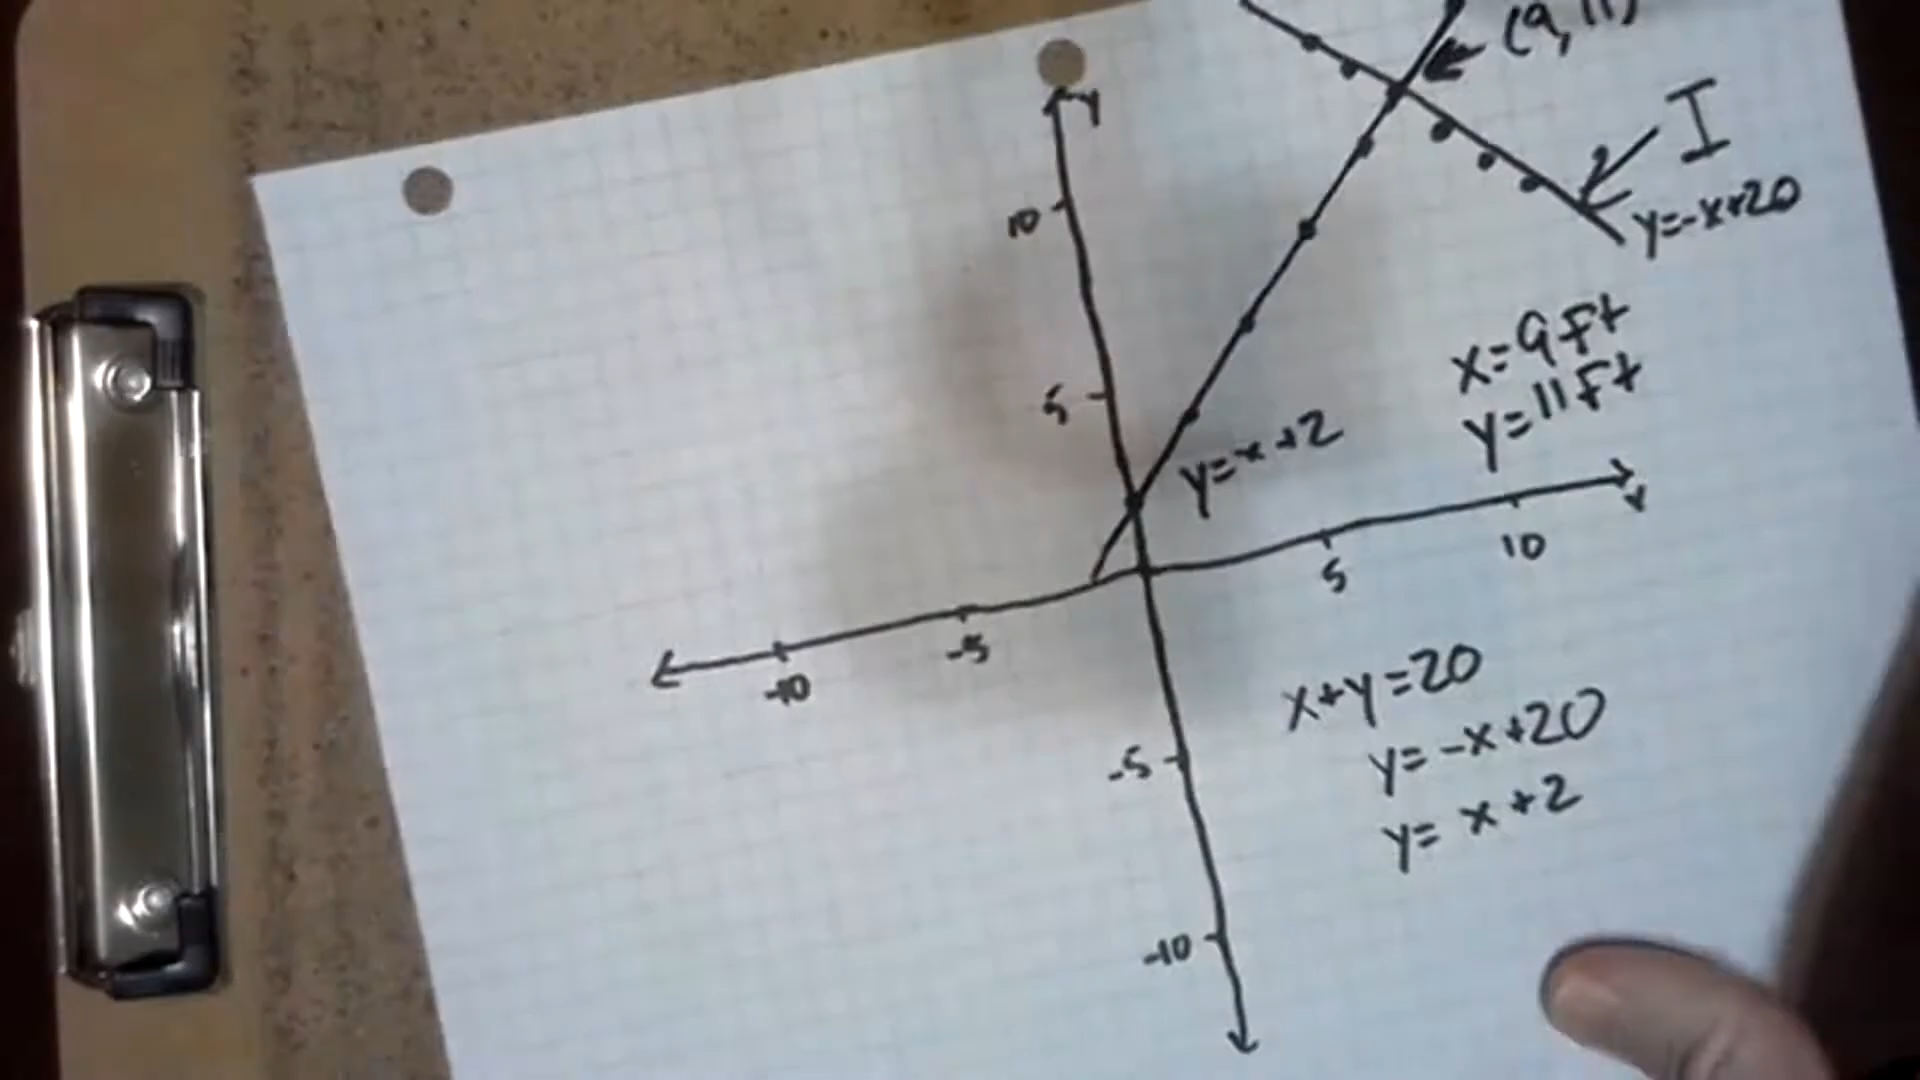 (9,11)
y
I
10
y=-x+20
x=9ft
5
y=11ft
y=x+2
x
10
5
-5
-10
x+y=20
-5
y=-x+20
y=x+2
-10